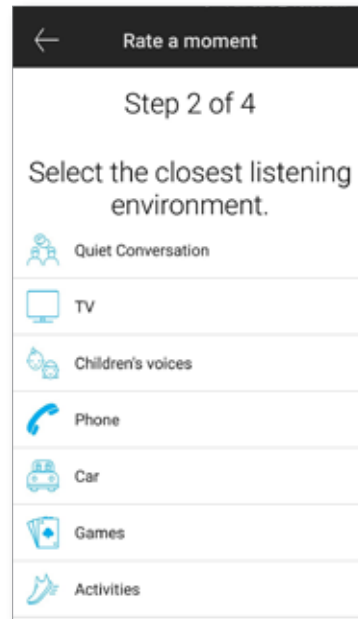 Rate a moment
Step 2 of 4
Select the closest listening
environment.
Quiet Conversation
TV
Children's voices
Phone
Car
Games
Activities